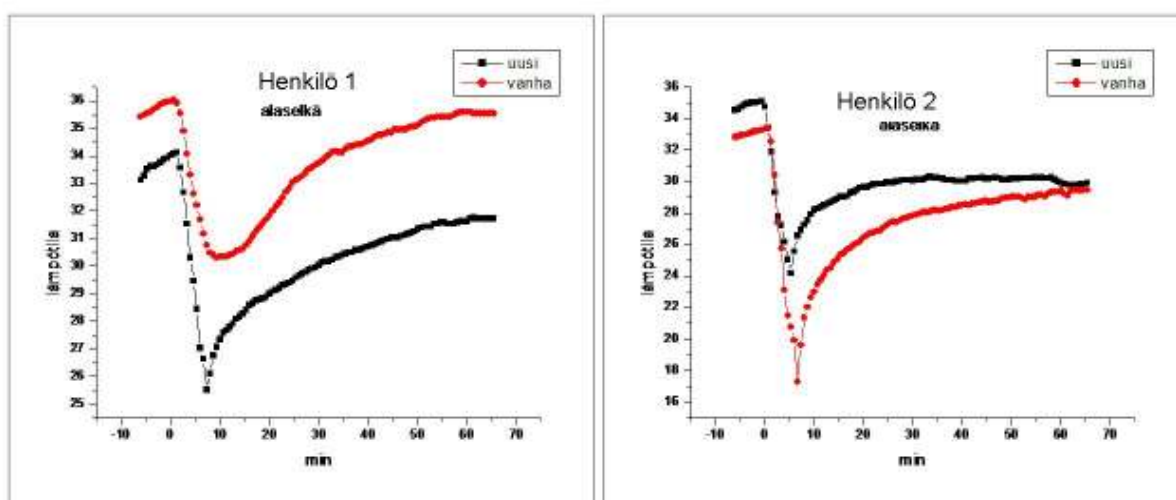 uusi
vanha
Henkilö 1
alaselkä
36
35
34
33
32
31
30
29
28
27
26
25
lämpötila
-10 0 10 20 30 40 50 60 70
min
uusi
vanha
Henkilö 2
alaselkä
36
34
32
30
28
26
24
22
20
18
16
lämpötila
-10 0 10 20 30 40 50 60 70
min